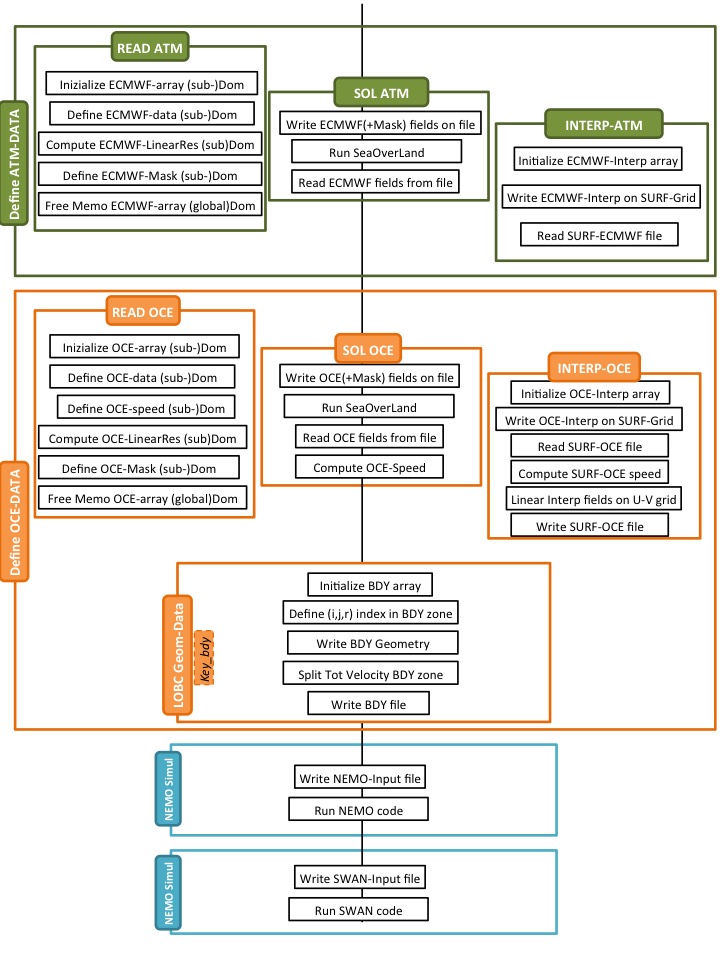 Define ATM-DATA
READ ATM
Inizialize ECMWF-array (sub-)Dom
Define ECMWF-data (sub-)Dom
Compute ECMWF-LinearRes (sub)Dom
Define ECMWF-Mask (sub-)Dom
Free Memo ECMWF-array (global)Dom
SOL ATM
Write ECMWF(+Mask) fields on file
Run SeaOverLand
Read ECMWF fields from file
INTERP-ATM
Initialize ECMWF-Interp array
Write ECMWF-Interp on SURF-Grid
Read SURF-ECMWF file
Define OCE-DATA
READ OCE
Inizialize OCE-array (sub-)Dom
Define OCE-data (sub-)Dom
Define OCE-speed (sub-)Dom
Compute OCE-LinearRes (sub)Dom
Define OCE-Mask (sub-)Dom
Free Memo OCE-array (global)Dom
SOL OCE
Write OCE(+Mask) fields on file
Run SeaOverLand
Read OCE fields from file
Compute OCE-Speed
INTERP-OCE
Initialize OCE-Interp array
Write OCE-Interp on SURF-Grid
Read SURF-OCE file
Compute SURF-OCE speed
Linear Interp fields on U-V grid
Write SURF-OCE file
LOBC Geom-Data
Key_bdy
Initialize BDY array
Define (i,j,r) index in BDY zone
Write BDY Geometry
Split Tot Velocity BDY zone
Write BDY file
NEMO Simul
Write NEMO-Input file
Run NEMO code
NEMO Simul
Write SWAN-Input file
Run SWAN code